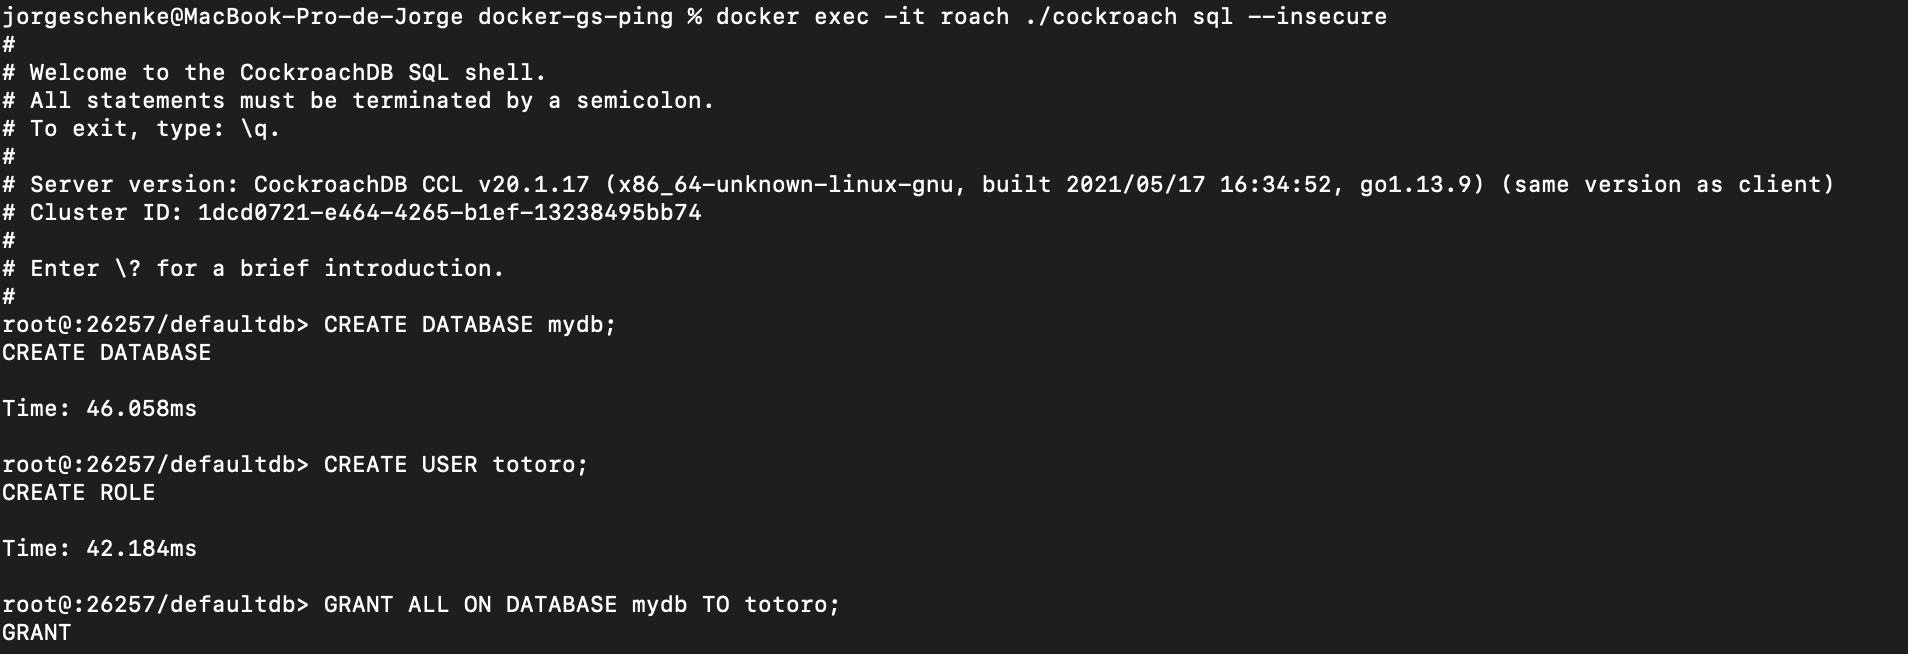 jorgeschenke@MacBook-Pro-de-Jorge docker-gs-ping % docker exec -it roach ./cockroach sql --insecure
#
# Welcome to the CockroachDB SQL shell.
# All statements must be terminated by a semicolon.
# To exit, type: \q.
#
# Server version: CockroachDB CCL v20.1.17 (x86_64-unknown-linux-gnu, built 2021/05/17 16:34:52, go1.13.9) (same version as client)
# Cluster ID: 1dcd0721-e464-4265-b1ef-13238495bb74
#
# Enter \? for a brief introduction.
#
root@:26257/defaultdb> CREATE DATABASE mydb;
CREATE DATABASE
Time: 46.058ms
root@:26257/defaultdb> CREATE USER totoro;
CREATE ROLE
Time: 42.184ms
root@:26257/defaultdb> GRANT ALL ON DATABASE mydb TO totoro;
GRANT